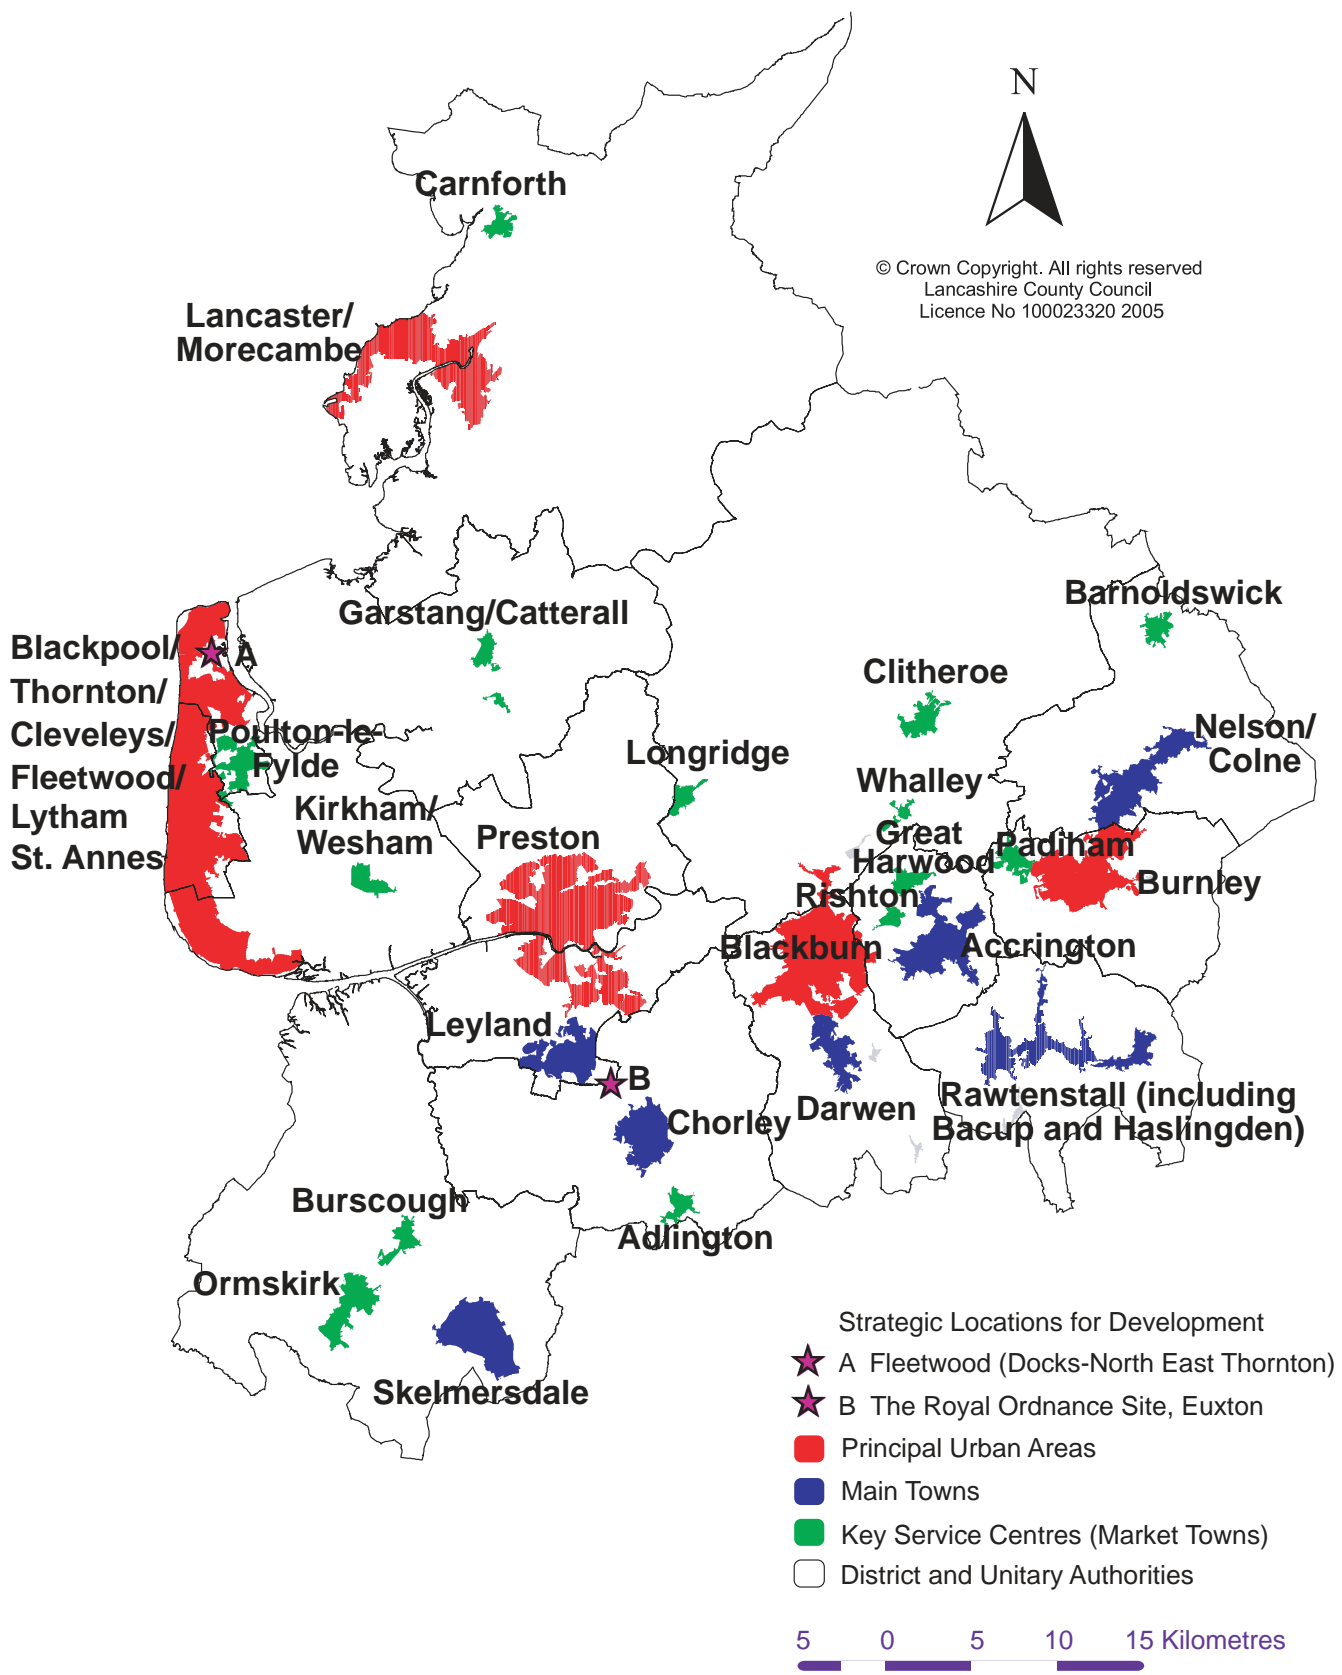 N
Carnforth
© Crown Copyright. All rights reserved
Lancashire County Council
Licence No 100023320 2005
Lancaster/
Morecambe
Barnoldswick
Garstang/Catterall
Blackpool/
Thornton/
Cleveleys/
Fleetwood/
Lytham
St. Annes
A
Clitheroe
Poulton-le-
Fylde
Nelson/
Colne
Longridge
Whalley
Kirkham/
Wesham
Preston
Great
Harwood
Padiham
Burnley
Rishton
Blackburn
Accrington
Leyland
B
Chorley
Darwen
Rawtenstall (including
Bacup and Haslingden)
Burscough
Adlington
Ormskirk
Skelmersdale
Strategic Locations for Development
A Fleetwood (Docks-North East Thornton)
B The Royal Ordnance Site, Euxton
Principal Urban Areas
Main Towns
Key Service Centres (Market Towns)
District and Unitary Authorities
5 0 5 10 15 Kilometres